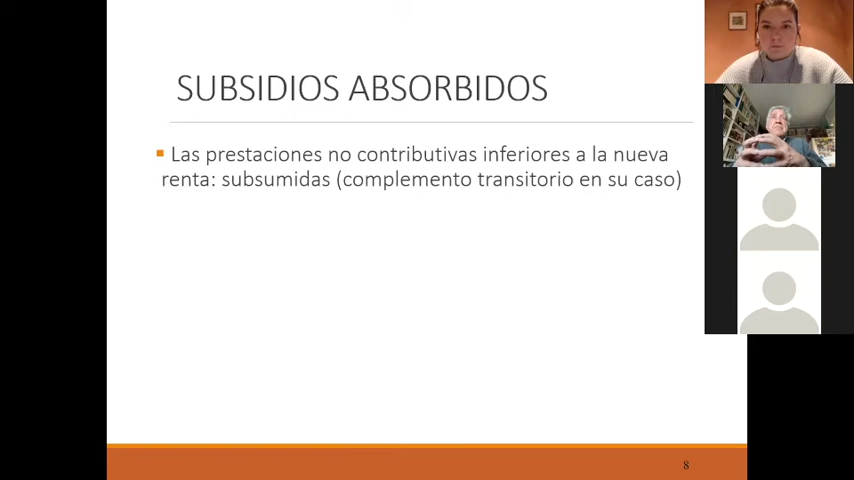 SUBSIDIOS ABSORBIDOS
Las prestaciones no contributivas inferiores a la nueva
renta: subsumidas (complemento transitorio en su caso)
8